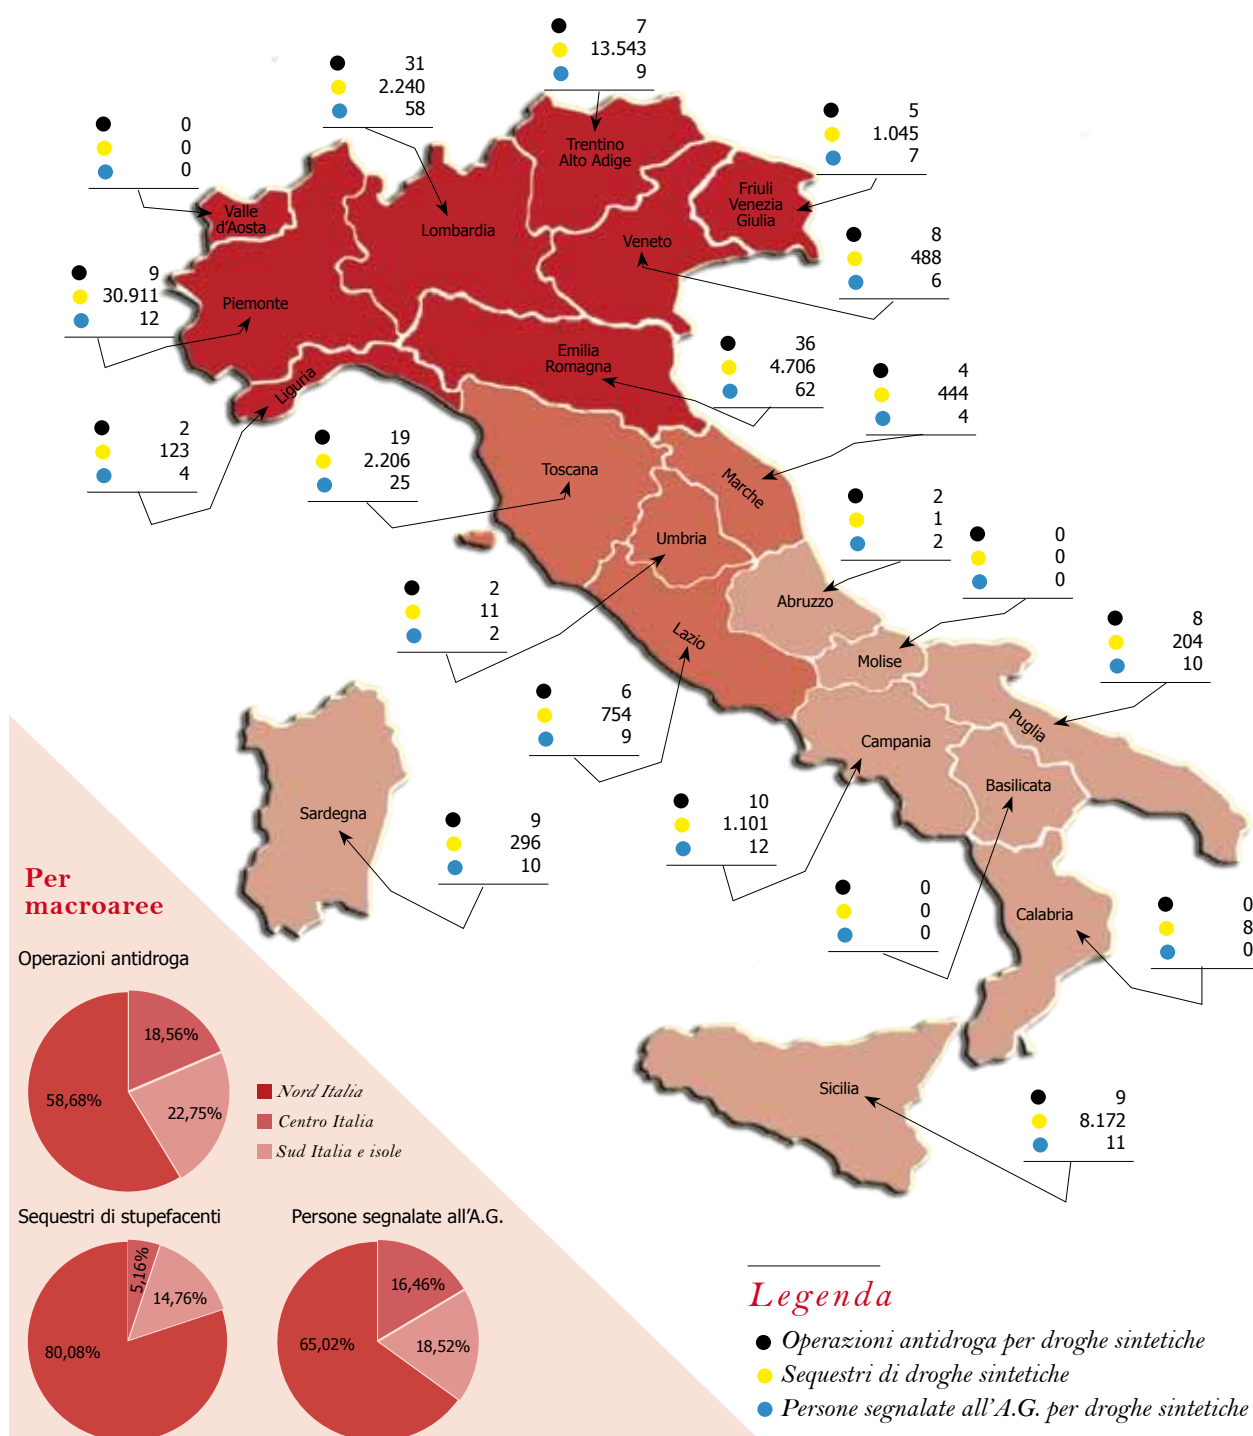 7
13.543
9
31
2.240
58
5
1.045
7
0
0
0
Trentino
Alto Adige
Friuli
Venezia
Giulia
Valle
d'Aosta
Lombardia
Veneto
8
488
6
9
30.911
12
Piemonte
Emilia
Romagna
36
4.706
62
4
444
4
Liguria
2
123
4
19
2.206
25
Toscana
Marche
2
1
2
Umbria
0
0
0
2
11
2
Abruzzo
Lazio
Molise
8
204
10
6
754
9
Campania
Puglia
Basilicata
Sardegna
9
296
10
10
1.101
12
0
0
0
Calabria
0
8
0
Sicilia
9
8.172
11
Per
macroaree
Operazioni antidroga
18,56%
58,68%
22,75%
Nord Italia
Centro Italia
Sud Italia e isole
Sequestri di stupefacenti
5,16%
14,76%
80,08%
Persone segnalate all'A.G.
16,46%
65,02%
18,52%
Legenda
Operazioni antidroga per droghe sintetiche
Sequestri di droghe sintetiche
Persone segnalate all'A.G. per droghe sintetiche